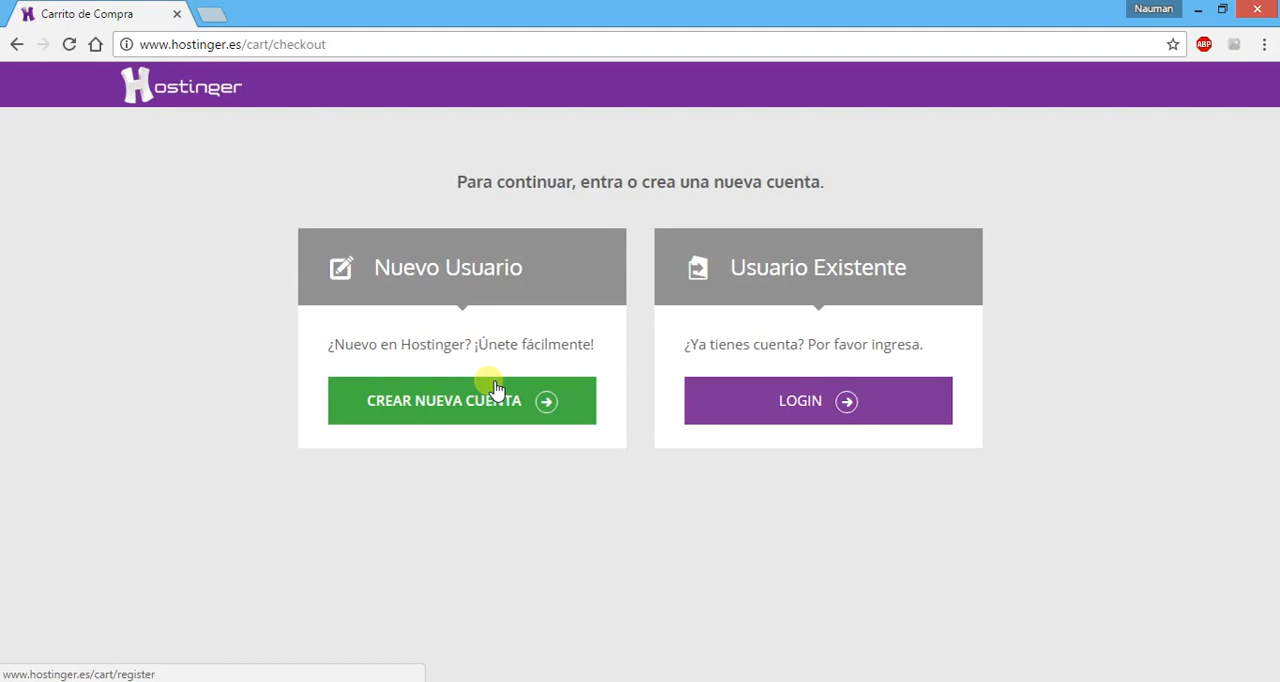 Carrito de Compra
Nauman
www.hostinger.es/cart/checkout
ABP
Hostinger
Para continuar, entra o crea una nueva cuenta.
Nuevo Usuario
¿Nuevo en Hostinger? ¡Únete fácilmente!
CREAR NUEVA CUENTA
Usuario Existente
¿Ya tienes cuenta? Por favor ingresa.
LOGIN
www.hostinger.es/cart/register